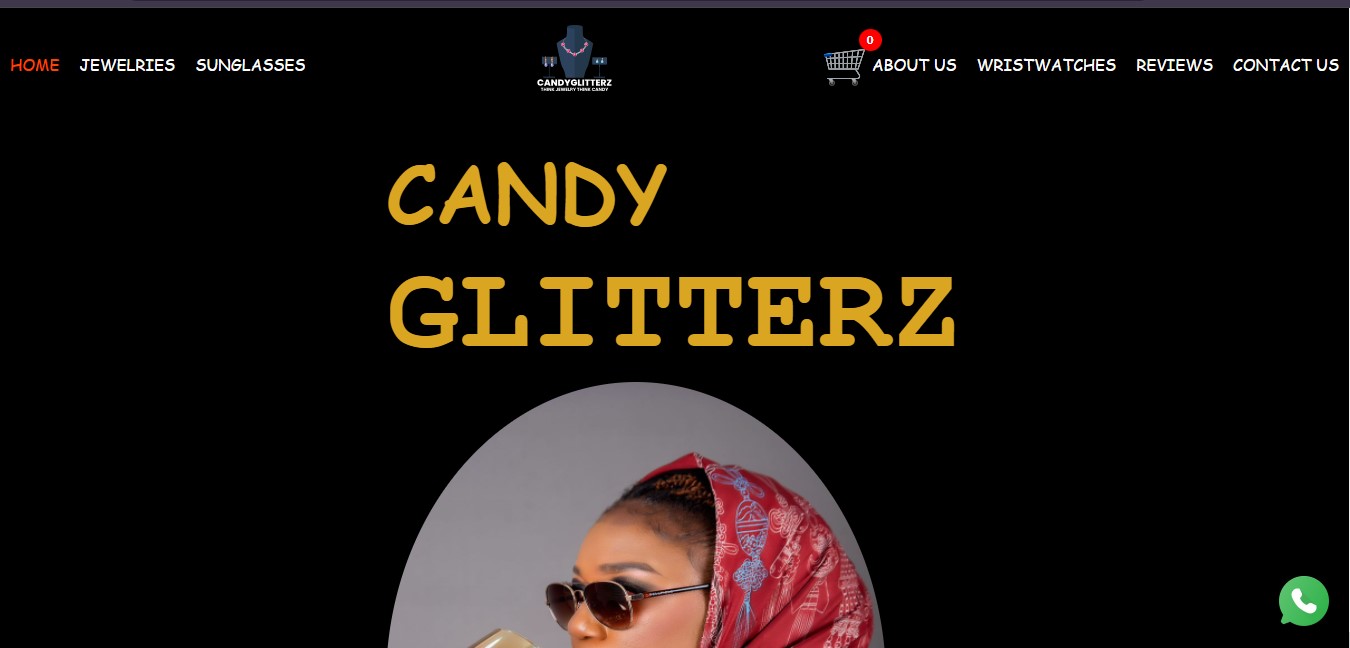 HOME JEWELRIES SUNGLASSES
CANDYGLITTERZ
THINK JEWELRY THINK CANDY
0
ABOUT US WRISTWATCHES REVIEWS CONTACT US
CANDY
GLITTERZ